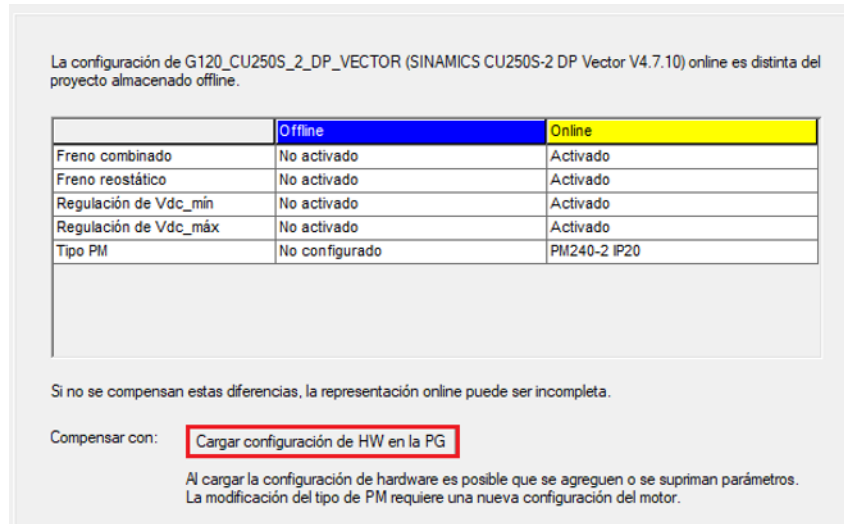 La configuración de G120_CU250S_2_DP_VECTOR (SINAMICS CU250S-2 DP Vector V4.7.10) online es distinta del
proyecto almacenado offline.
Offline Online
Freno combinado No activado Activado
Freno reostático No activado Activado
Regulación de Vdc_mín No activado Activado
Regulación de Vdc_máx No activado Activado
Tipo PM No configurado PM240-2 IP20
Si no se compensan estas diferencias, la representación online puede ser incompleta.
Compensar con: Cargar configuración de HW en la PG
Al cargar la configuración de hardware es posible que se agreguen o se supriman parámetros.
La modificación del tipo de PM requiere una nueva configuración del motor.